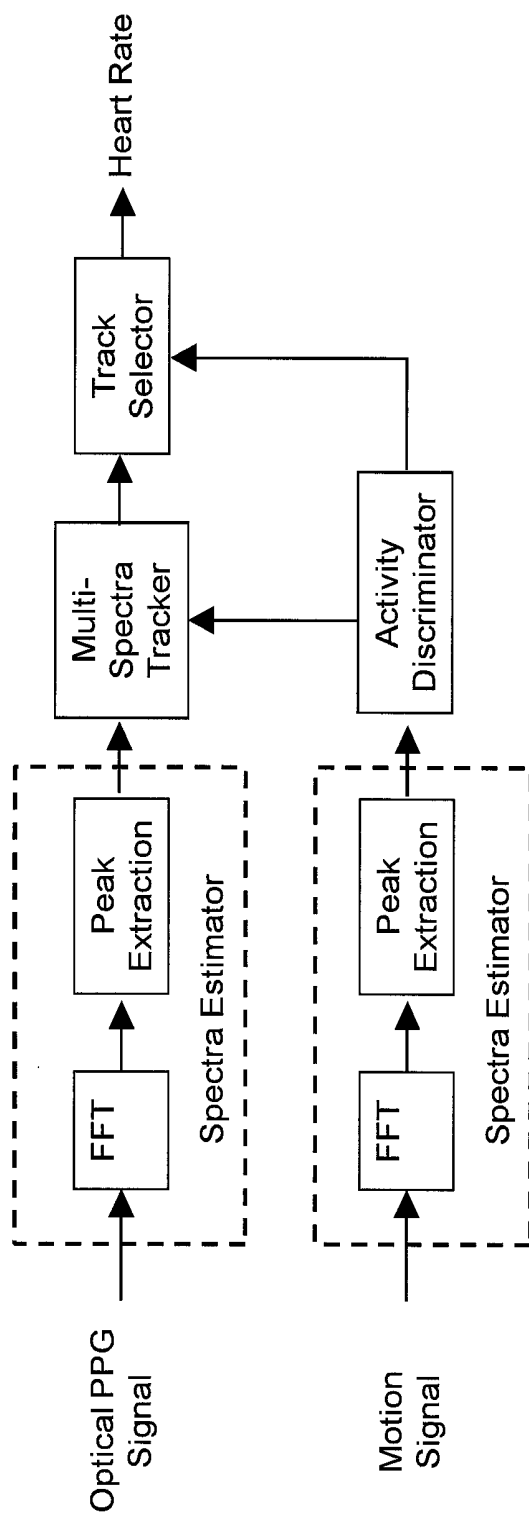 Optical PPG
Signal
FFT
Peak
Extraction
Spectra Estimator
Multi-
Spectra
Tracker
Track
Selector
Heart Rate
Motion
Signal
FFT
Peak
Extraction
Spectra Estimator
Activity
Discriminator